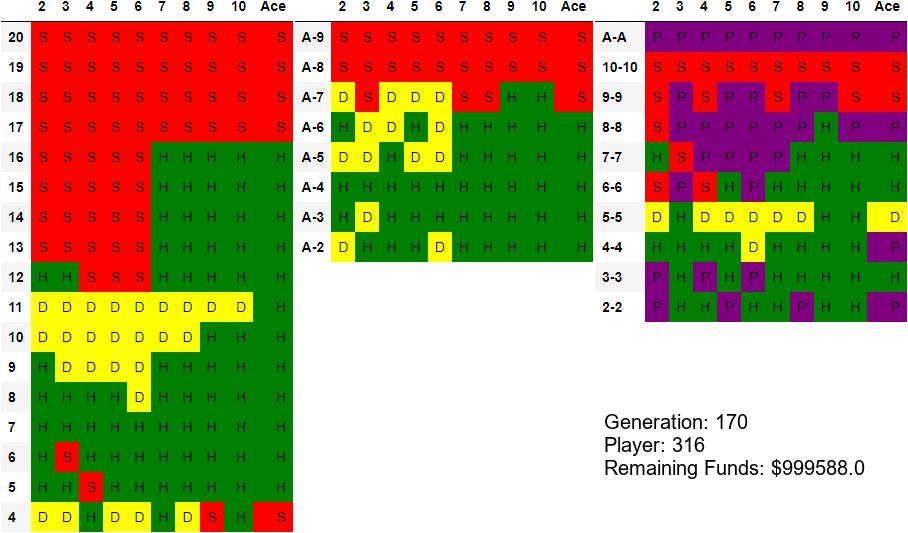 2 3 4 5 6 7 8 9 10 Ace
20 S S S S S S S S S S
19 S S S S S S S S S S
18 S S S S S S S S S S
17 S S S S S S S S S S
16 S S S S S H H H H H
15 S S S S S H H H H H
14 S S S S S H H H H H
13 S S S S S H H H H H
12 H H S S S H H H H H
11 D D D D D D D D D H
10 D D D D D D D H H H
9 H D D D D H H H H H
8 H H H H D H H H H H
7 H H H H H H H H H H
6 H S H H H H H H H H
5 H H S H H H H H H H
4 D D H D D H D S H S
2 3 4 5 6 7 8 9 10 Ace
A-9 S S S S S S S S S S
A-8 S S S S S S S S S S
A-7 D S D D D S S H H S
A-6 H D D H D H H H H H
A-5 D D H D D H H H H H
A-4 H H H H H H H H H H
A-3 H D H H H H H H H H
A-2 D H H H D H H H H H
2 3 4 5 6 7 8 9 10 Ace
A-A P P P P P P P P P P
10-10 S S S S S S S S S S
9-9 S P S P P S P P S S
8-8 S P P P P P P H P P
7-7 H S P P P P H H H H
6-6 S P S H P H H H H H
5-5 D H D D D D D H H D
4-4 H H H H D H H H H P
3-3 P H P H P H H H H H
2-2 P H H P H H P H H P
Generation: 170
Player: 316
Remaining Funds: $999588.0